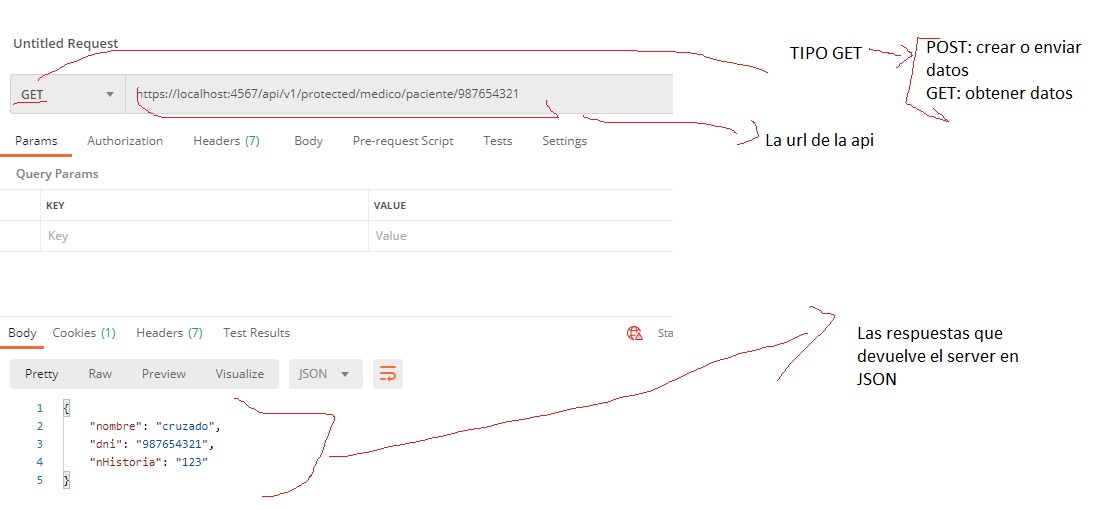 Untitled Request
TIPO GET
POST: crear o enviar
datos
GET: obtener datos
GET
https://localhost:4567/api/v1/protected/medico/paciente/987654321
La url de la api
Params Authorization Headers (7) Body Pre-request Script Tests Settings
Query Params
KEY VALUE
Key Value
Body Cookies (1) Headers (7) Test Results Sta
Las respuestas que
devuelve el server en
JSON
Pretty Raw Preview Visualize JSON
1 {
2 "nombre": "cruzado",
3 "dni": "987654321",
4 "nHistoria": "123"
5 }